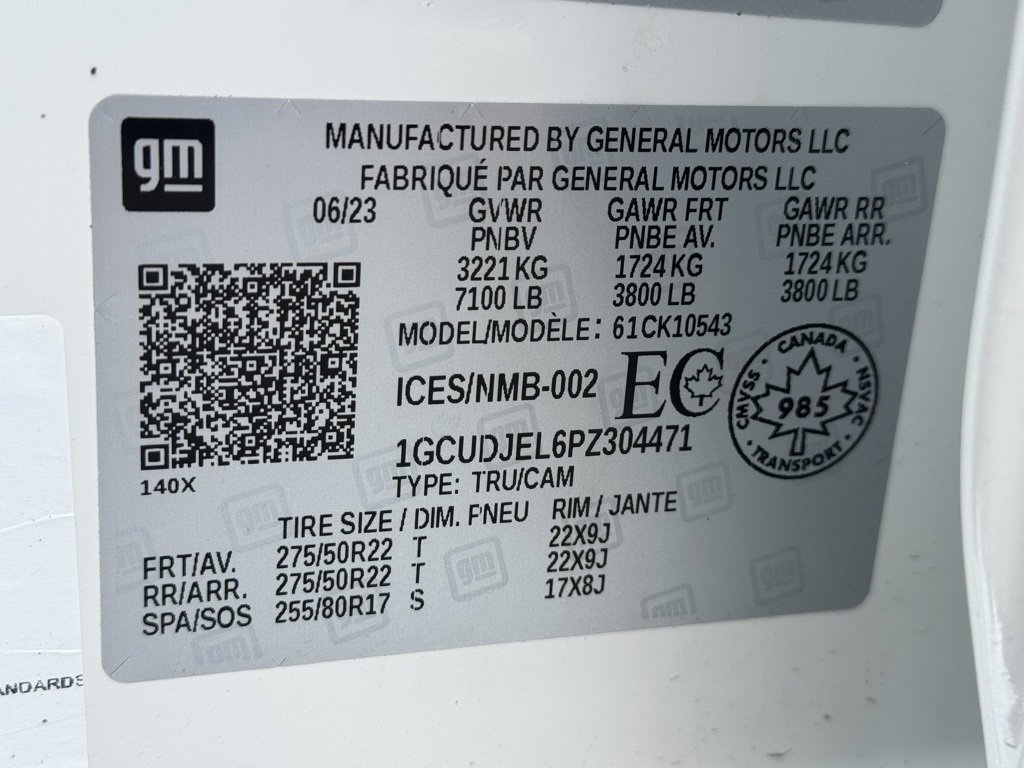 gm
MANUFACTURED BY GENERAL MOTORS LLC
FABRIQUÉ PAR GENERAL MOTORS LLC
06/23 GVWR GAWR FRT GAWR RR
PNBV PNBE AV. PNBE ARR.
3221 KG 1724 KG 1724 KG
7100 LB 3800 LB 3800 LB
MODEL/MODÈLE: 61CK10543
ICES/NMB-002 EC
CANADA
CMVSS 985 NSVAC
TRANSPORT
1GCUDJEL6PZ304471
140X
TYPE: TRU/CAM
TIRE SIZE / DIM. PNEU RIM / JANTE
FRT/AV. 275/50R22 T 22X9J
RR/ARR. 275/50R22 T 22X9J
SPA/SOS 255/80R17 S 17X8J
ANDARDS